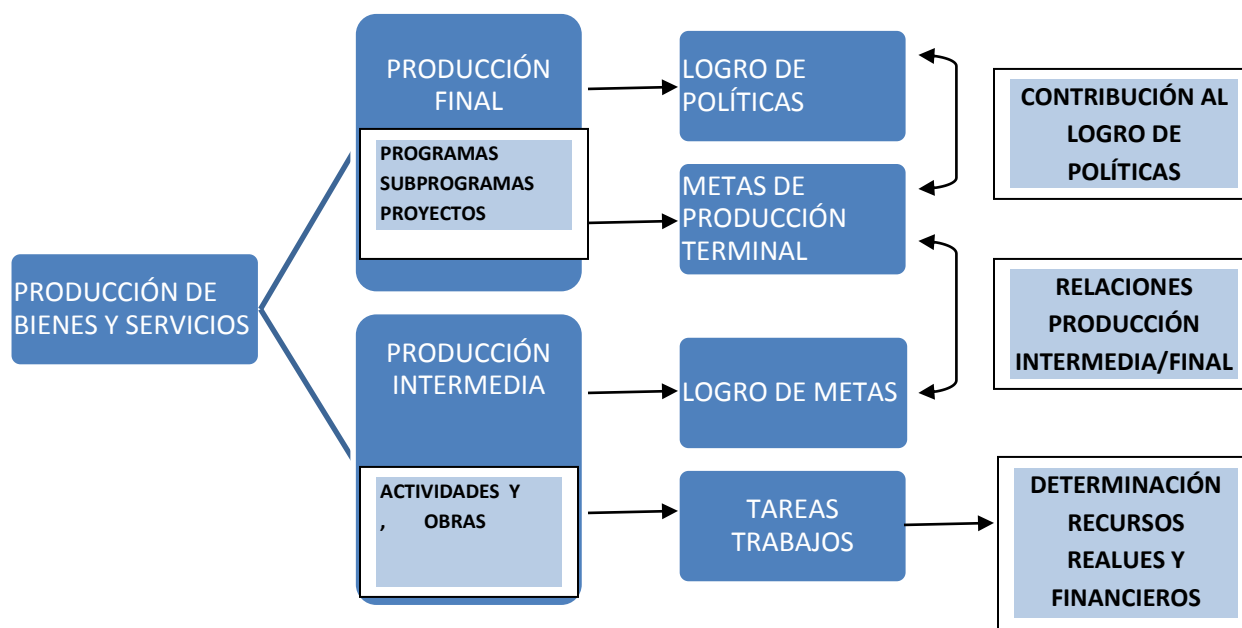 PRODUCCIÓN DE
BIENES Y SERVICIOS
PRODUCCIÓN
FINAL
PROGRAMAS
SUBPROGRAMAS
PROYECTOS
PRODUCCIÓN
INTERMEDIA
ACTIVIDADES Y
, OBRAS
LOGRO DE
POLÍTICAS
METAS DE
PRODUCCIÓN
TERMINAL
LOGRO DE METAS
TAREAS
TRABAJOS
CONTRIBUCIÓN AL
LOGRO DE
POLÍTICAS
RELACIONES
PRODUCCIÓN
INTERMEDIA/FINAL
DETERMINACIÓN
RECURSOS
REALUES Y
FINANCIEROS